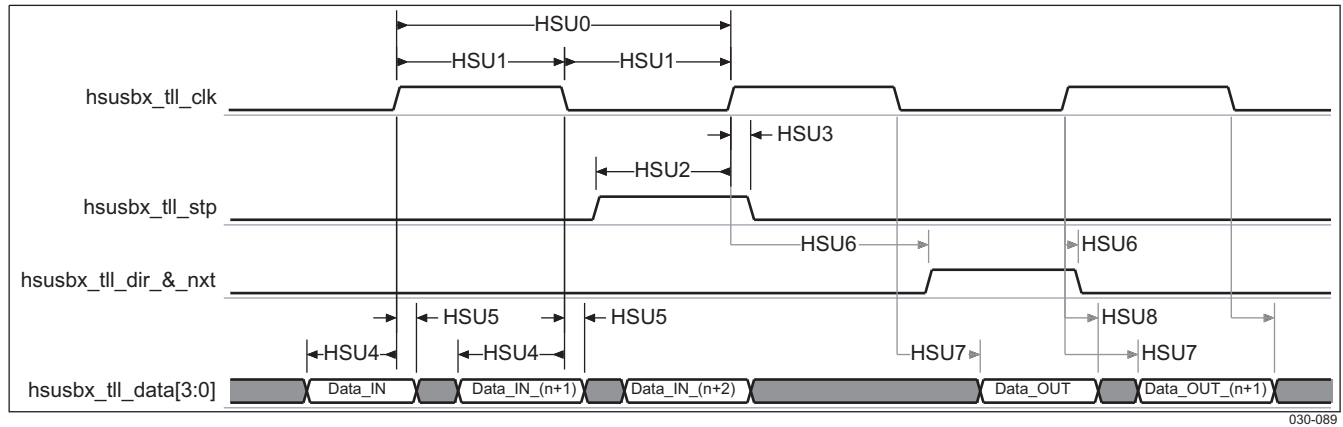 HSU0
HSU1 HSU1
hsusbx_tll_clk
HSU3
HSU2
hsusbx_tll_stp
HSU6 HSU6
hsusbx_tll_dir_&_nxt
HSU5 HSU5 HSU8
HSU4 HSU4 HSU7 HSU7
hsusbx_tll_data[3:0] Data_IN Data_IN_(n+1) Data_IN_(n+2) Data_OUT Data_OUT_(n+1)
030-089